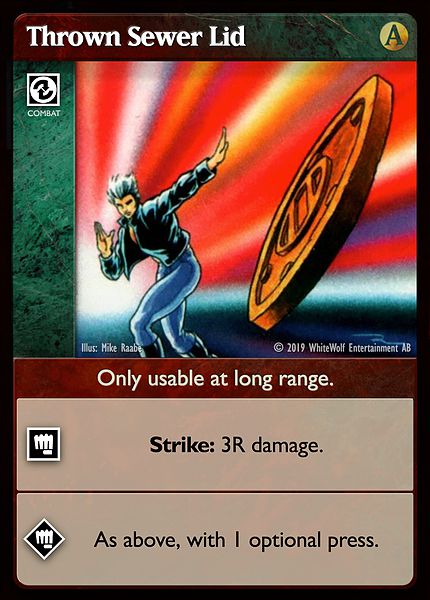 Thrown Sewer Lid
A
COMBAT
Illus: Mike Raabe
© 2019 WhiteWolf Entertainment AB
Only usable at long range.
Strike: 3R damage.
As above, with 1 optional press.